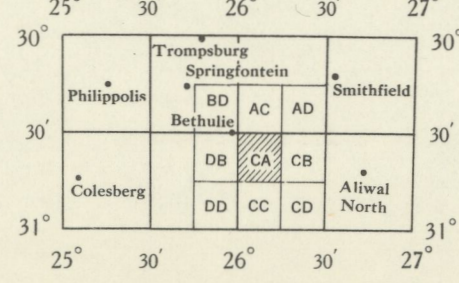 25° 30′ 26° 30′ 27°
30° 30°
Trompsburg
Springfontein
Philippolis BD AC AD Smithfield
Bethulie
30′ 30′
DB CA CB
Colesberg Aliwal
North
DD CC CD
31° 31°
25° 30′ 26° 30′ 27°